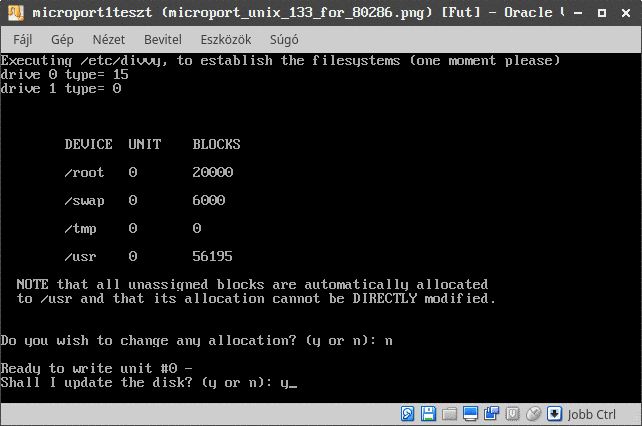 microport1teszt (microport_unix_133_for_80286.png) [Fut] - Oracle
Fájl Gép Nézet Bevitel Eszközök Súgó
Executing /etc/divvy, to establish the filesystems (one moment please)
drive 0 type= 15
drive 1 type= 0
DEVICE UNIT BLOCKS
/root 0 20000
/swap 0 6000
/tmp 0 0
/usr 0 56195
NOTE that all unassigned blocks are automatically allocated
to /usr and that its allocation cannot be DIRECTLY modified.
Do you wish to change any allocation? (y or n): n
Ready to write unit #0 -
Shall I update the disk? (y or n): y_
Jobb Ctrl